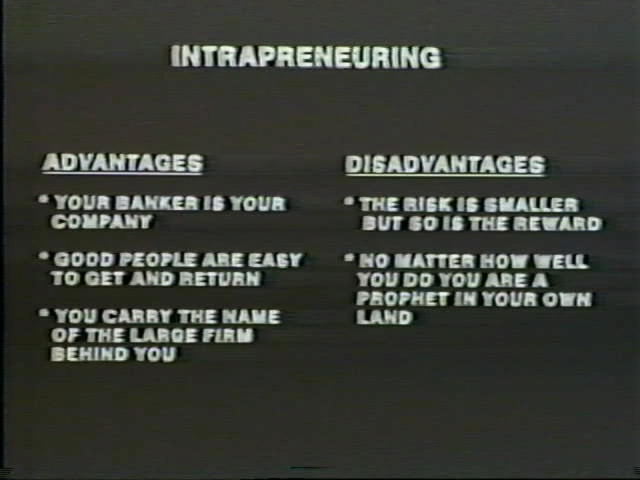 INTRAPRENEURING
ADVANTAGES
* YOUR BANKER IS YOUR
COMPANY
* GOOD PEOPLE ARE EASY
TO GET AND RETURN
* YOU CARRY THE NAME
OF THE LARGE FIRM
BEHIND YOU
DISADVANTAGES
* THE RISK IS SMALLER
BUT SO IS THE REWARD
* NO MATTER HOW WELL
YOU DO YOU ARE A
PROPHET IN YOUR OWN
LAND